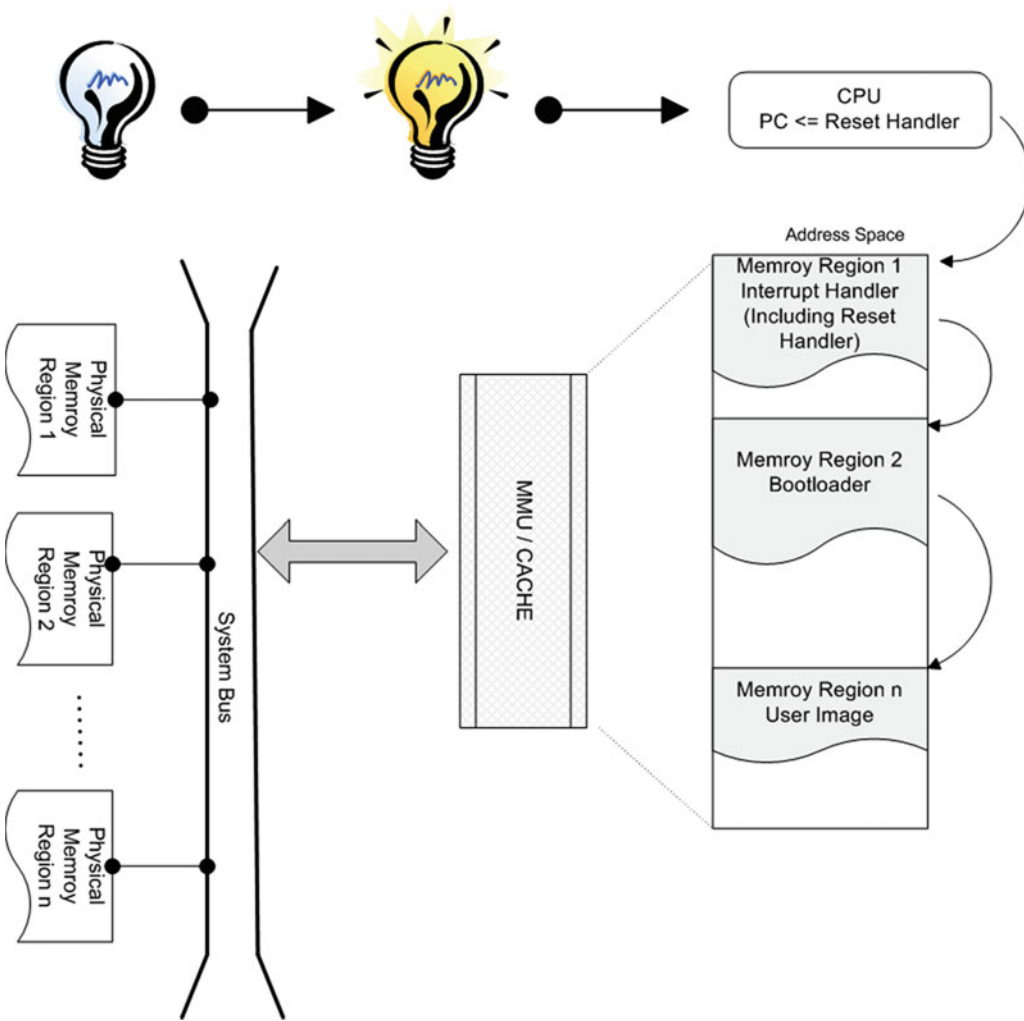 CPU
PC <= Reset Handler
Address Space
Memroy Region 1
Interrupt Handler
(Including Reset
Handler)
Memroy Region 2
Bootloader
Memroy Region n
User Image
MMU / CACHE
System Bus
Physical
Memroy
Region 1
Physical
Memroy
Region 2
Physical
Memroy
Region n